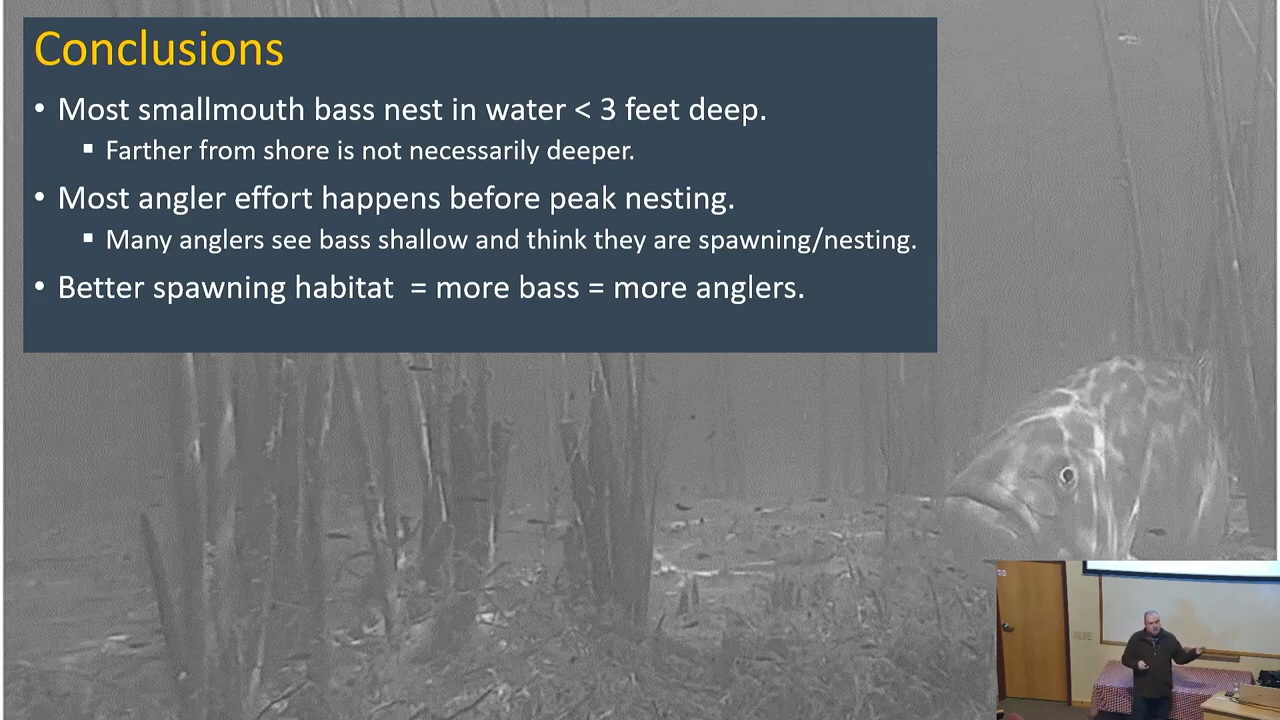 Conclusions
• Most smallmouth bass nest in water < 3 feet deep.
▪ Farther from shore is not necessarily deeper.
• Most angler effort happens before peak nesting.
▪ Many anglers see bass shallow and think they are spawning/nesting.
• Better spawning habitat = more bass = more anglers.